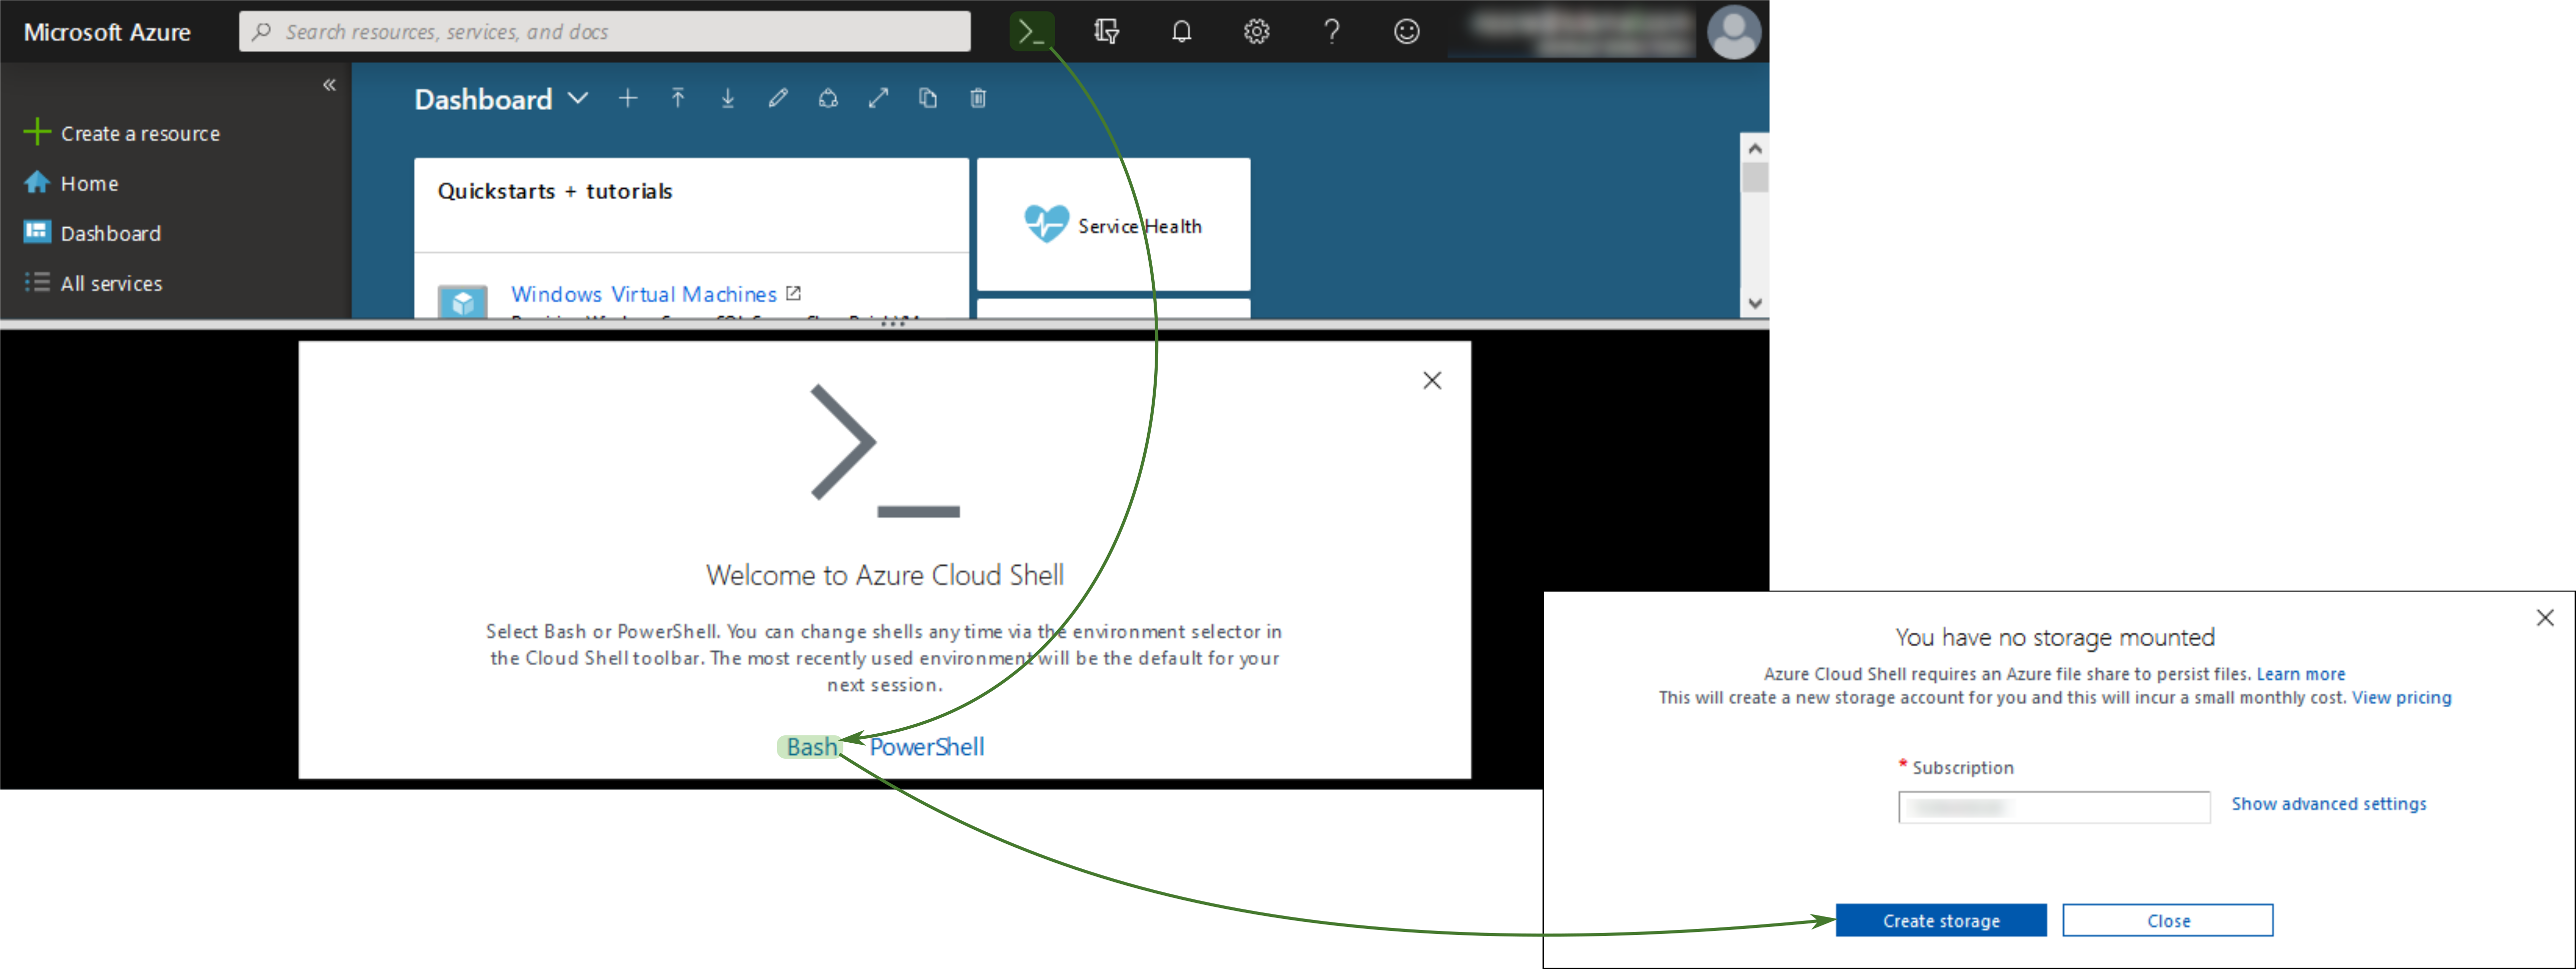 Microsoft Azure
Search resources, services, and docs
Create a resource
Home
Dashboard
All services
Dashboard
Quickstarts + tutorials
Windows Virtual Machines
Service Health
Welcome to Azure Cloud Shell
Select Bash or PowerShell. You can change shells any time via the environment selector in
the Cloud Shell toolbar. The most recently used environment will be the default for your
next session.
Bash PowerShell
You have no storage mounted
Azure Cloud Shell requires an Azure file share to persist files. Learn more
This will create a new storage account for you and this will incur a small monthly cost. View pricing
* Subscription
Show advanced settings
Create storage
Close